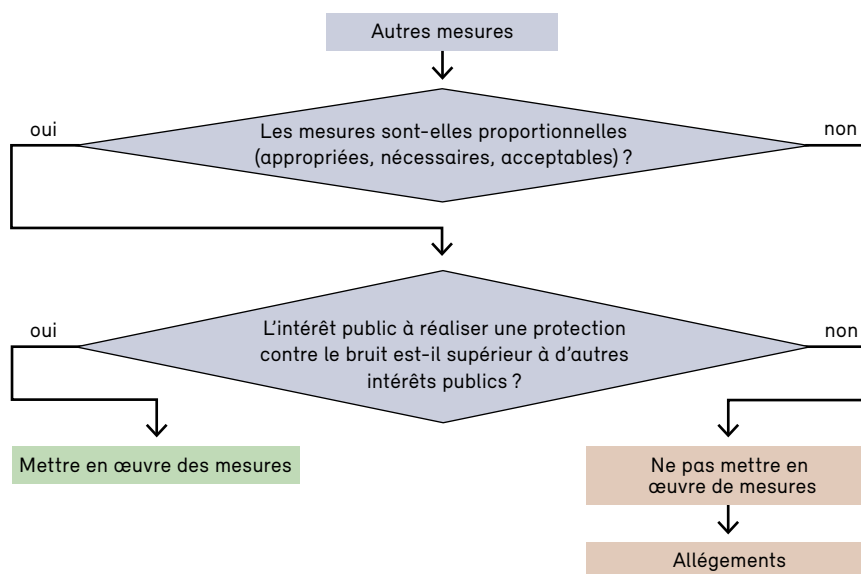 Autres mesures
oui
Les mesures sont-elles proportionnelles
(appropriées, nécessaires, acceptables) ?
non
oui
L’intérêt public à réaliser une protection
contre le bruit est-il supérieur à d’autres
intérêts publics ?
non
Mettre en œuvre des mesures
Ne pas mettre en
œuvre de mesures
Allégements